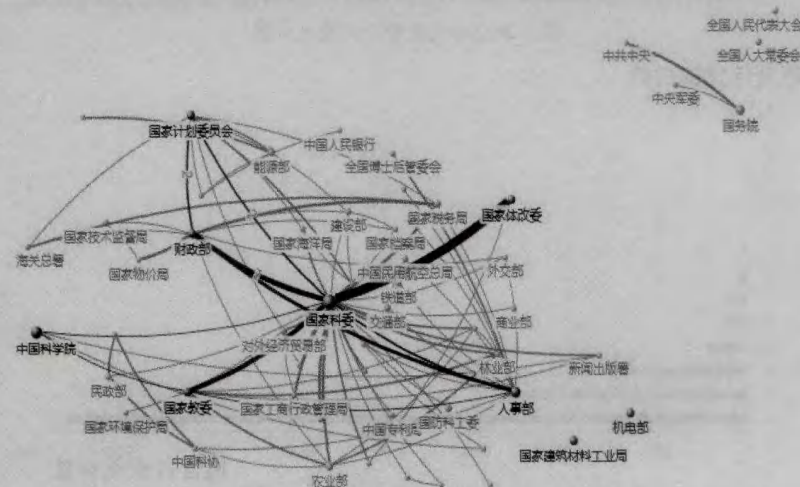 全国人民代表大会
中共中央
全国人大常委会
中央军委
国务院
国家计划委员会
中国人民银行
能源部
全国博士后管委会
国家税务局
国家体改委
建设部
国家技术监督局
财政部
国家海洋局
国家档案局
海关总署
国家物价局
中国民用航空总局
外交部
铁道部
国家科委
交通部
商业部
中国科学院
对外经济贸易部
林业部
新闻出版署
民政部
国家教委
国家工商行政管理局
人事部
国家环境保护局
中国专利局
国防科工委
机电部
中国科协
国家建筑材料工业局
农业部